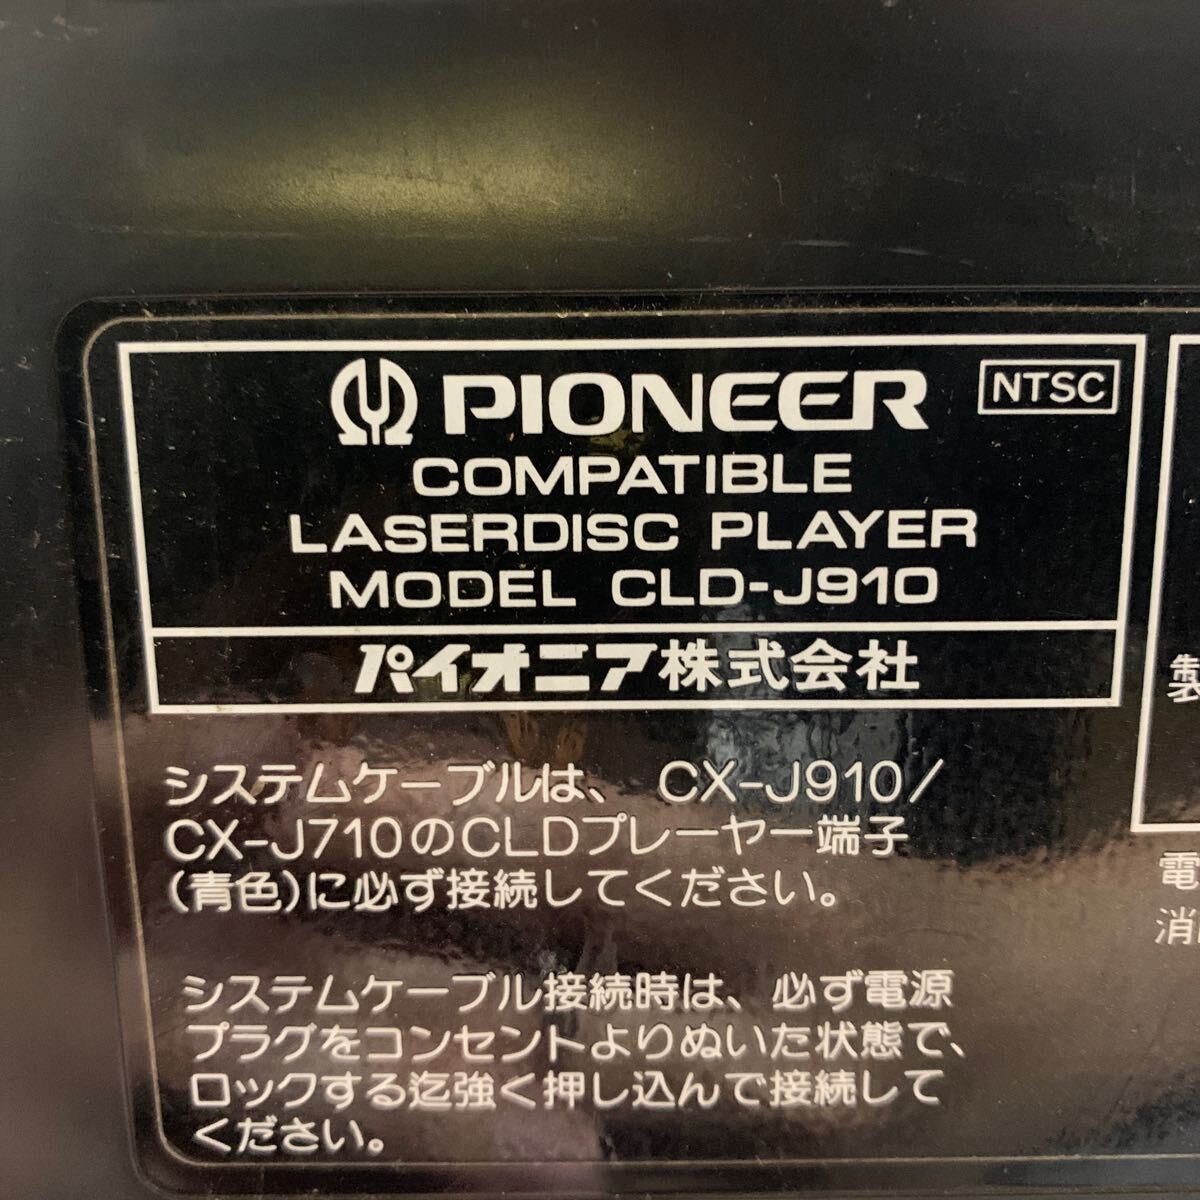 PIONEER
NTSC
COMPATIBLE
LASERDISC PLAYER
MODEL CLD-J910
パイオニア株式会社
システムケーブルは、 CX-J910/
CX-J710のCLDプレーヤー端子
(青色)に必ず接続してください。
システムケーブル接続時は、必ず電源
プラグをコンセントよりぬいた状態で、
ロックする迄強く押し込んで接続して
ください。
製
電
消